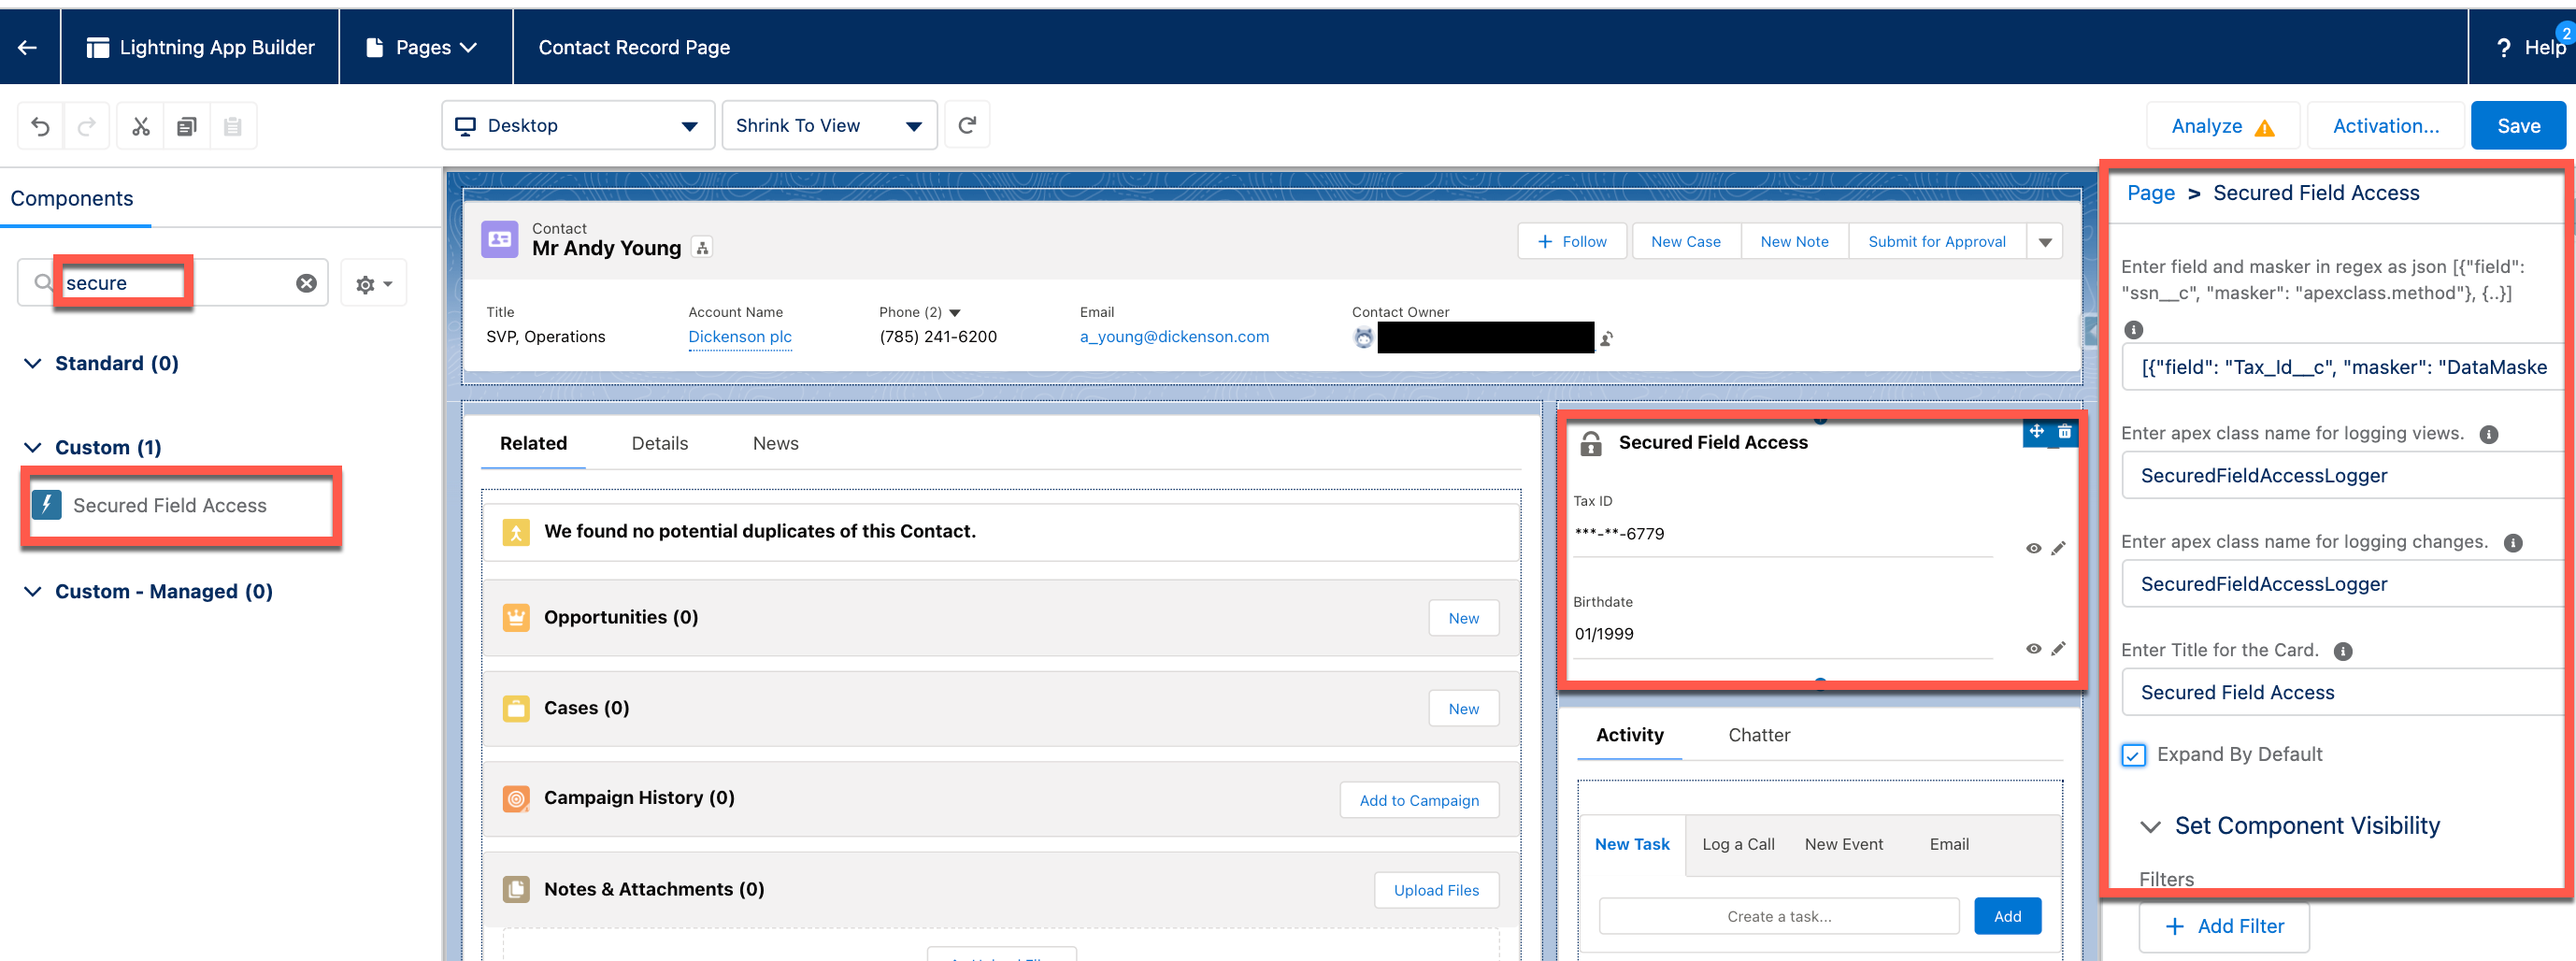 Lightning App Builder
Pages
Contact Record Page
? Help
2
Desktop
Shrink To View
Analyze
Activation...
Save
Components
secure
Standard (0)
Custom (1)
Secured Field Access
Custom - Managed (0)
Contact
Mr Andy Young
+ Follow
New Case
New Note
Submit for Approval
Title
SVP, Operations
Account Name
Dickenson plc
Phone (2)
(785) 241-6200
Email
a_young@dickenson.com
Contact Owner
Related
Details
News
We found no potential duplicates of this Contact.
Opportunities (0)
New
Cases (0)
New
Campaign History (0)
Add to Campaign
Notes & Attachments (0)
Upload Files
Secured Field Access
Tax ID
***-**-6779
Birthdate
01/1999
Activity
Chatter
New Task
Log a Call
New Event
Email
Create a task...
Add
Page > Secured Field Access
Enter field and masker in regex as json [{"field":
"ssn__c", "masker": "apexclass.method"}, {..}]
[{"field": "Tax_Id__c", "masker": "DataMaske
Enter apex class name for logging views.
SecuredFieldAccessLogger
Enter apex class name for logging changes.
SecuredFieldAccessLogger
Enter Title for the Card.
Secured Field Access
Expand By Default
Set Component Visibility
Filters
+ Add Filter